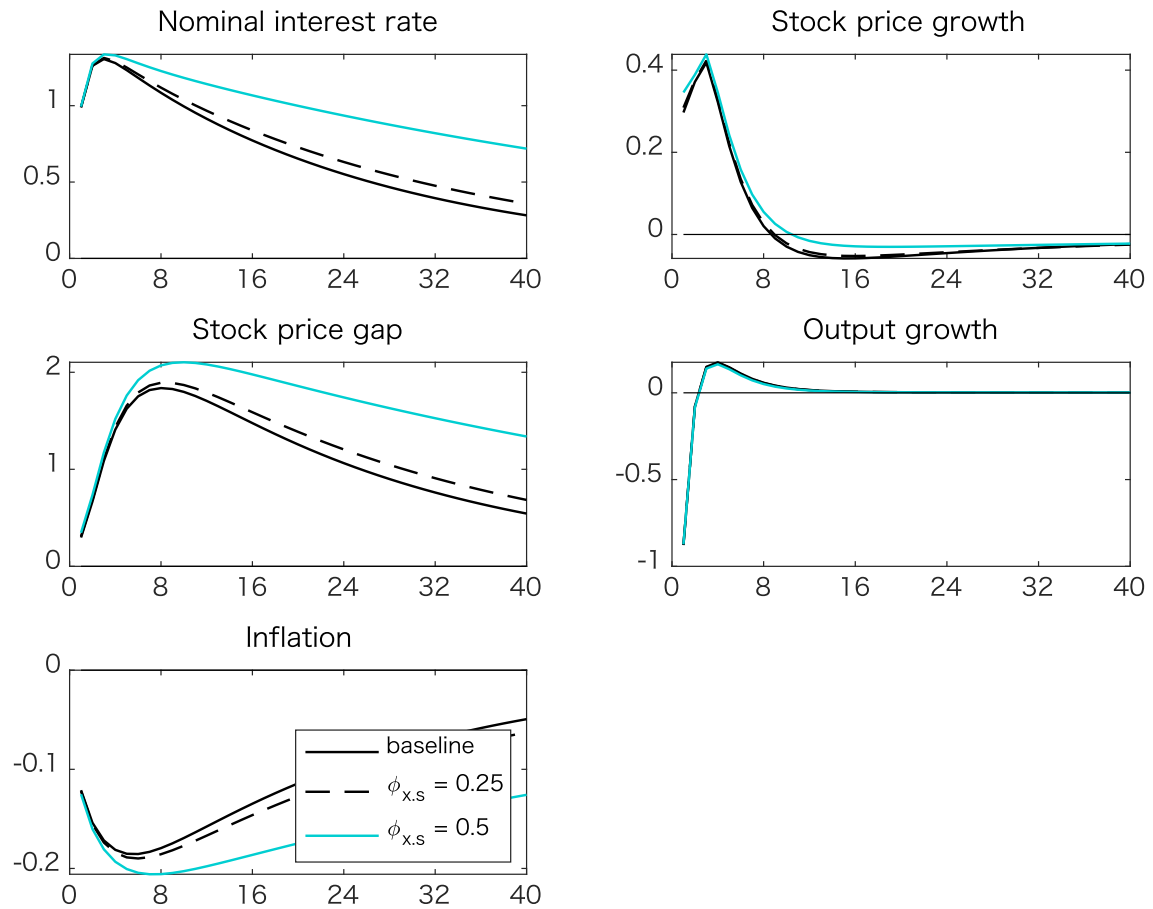 Nominal interest rate
1
0.5
0
0 8 16 24 32 40
Stock price growth
0.4
0.2
0
0 8 16 24 32 40
Stock price gap
2
1
0
0 8 16 24 32 40
Output growth
0
-0.5
-1
0 8 16 24 32 40
Inflation
0
-0.1
-0.2
0 8 16 24 32 40
baseline
ϕx.s = 0.25
ϕx.s = 0.5